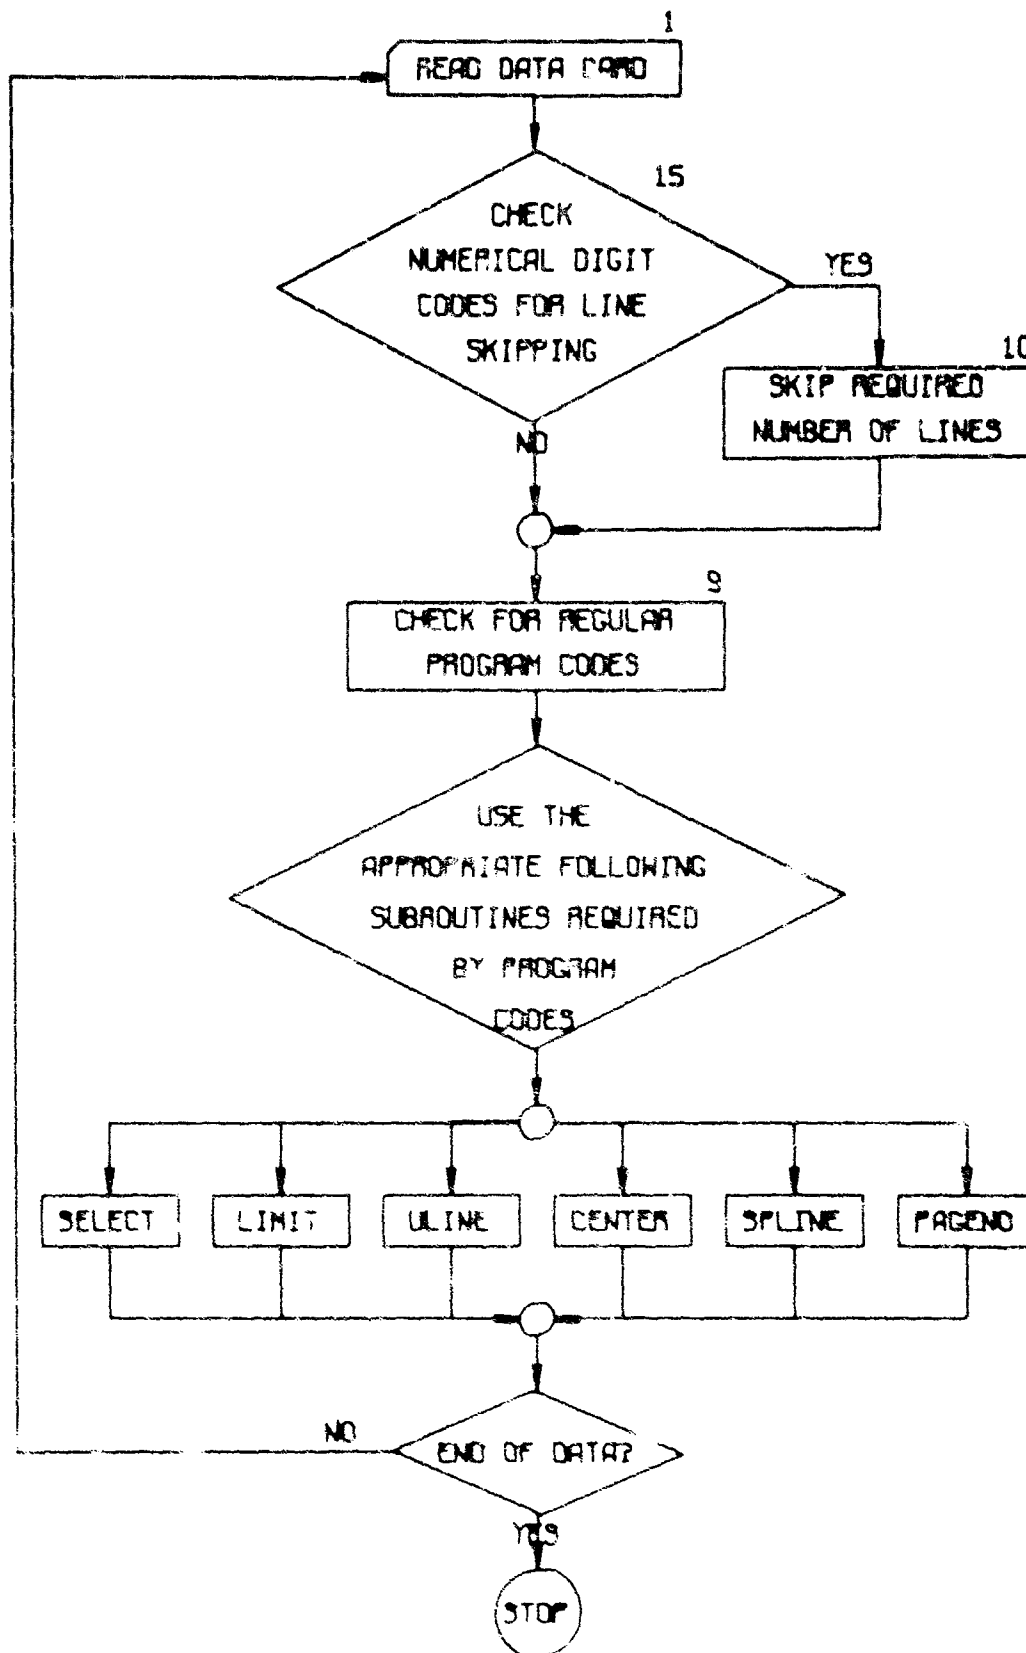 1
READ DATA CARD
15
CHECK
NUMERICAL DIGIT
CODES FOR LINE
SKIPPING
YES
10
SKIP REQUIRED
NUMBER OF LINES
NO
9
CHECK FOR REGULAR
PROGRAM CODES
USE THE
APPROPRIATE FOLLOWING
SUBROUTINES REQUIRED
BY PROGRAM
CODES
SELECT
LIMIT
ULINE
CENTER
SPLINE
PAGENO
NO
END OF DATA?
YES
STOP